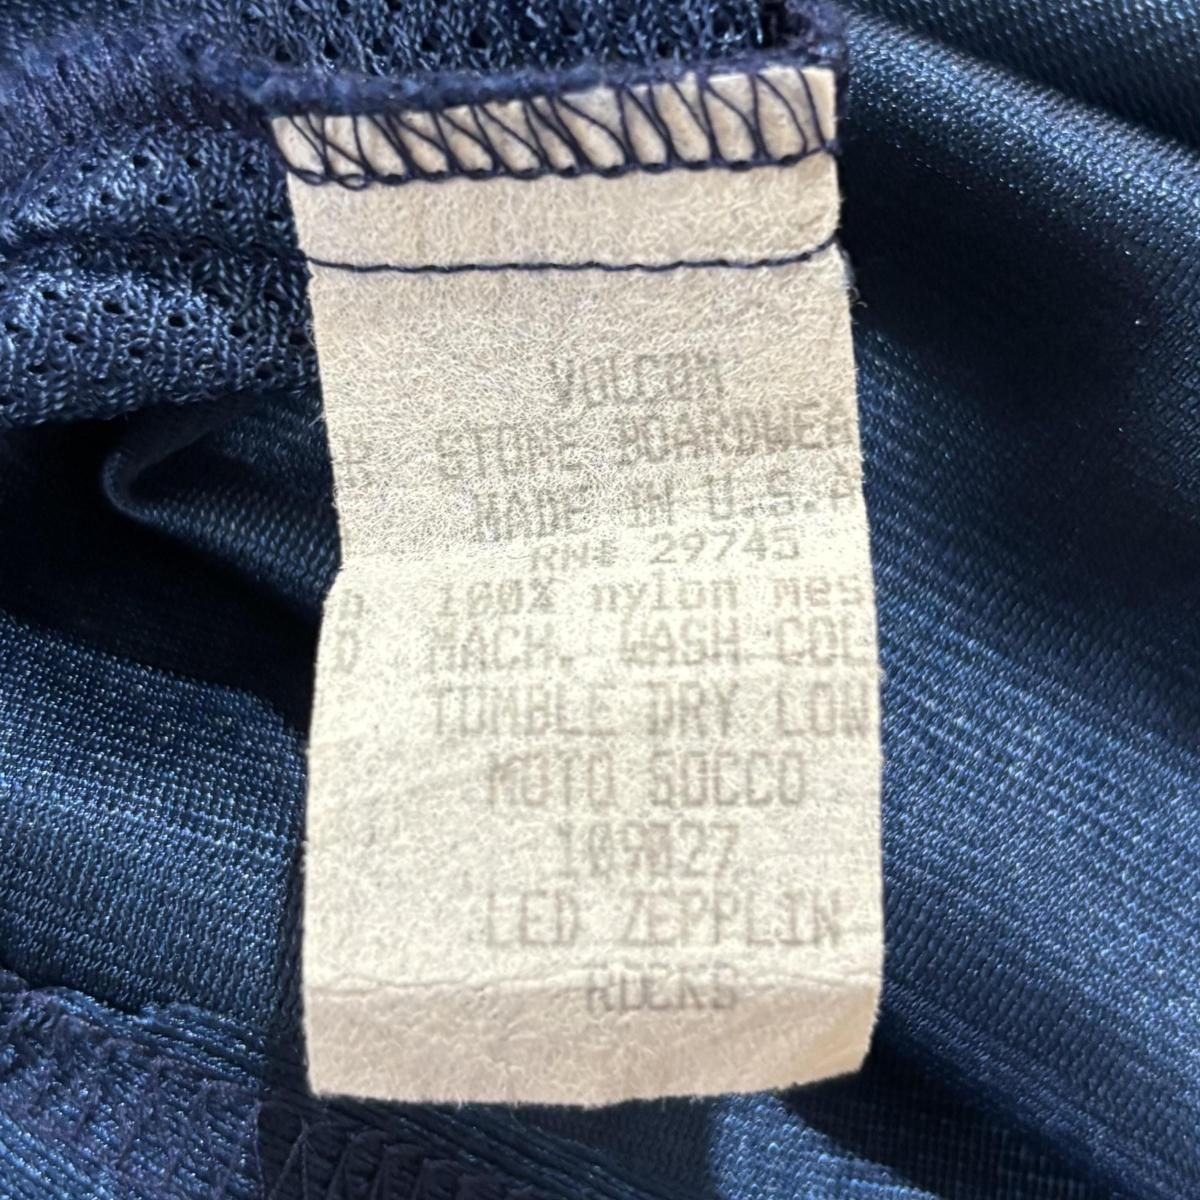 VOLCOM
STONE BOARDWEA
MADE IN U.S.A
RN# 29745
100% nylon mes
D MACH. WASH COL
TUMBLE DRY LOW
MOTO SOCCO
109027
LED ZEPPLIN
ROCKS